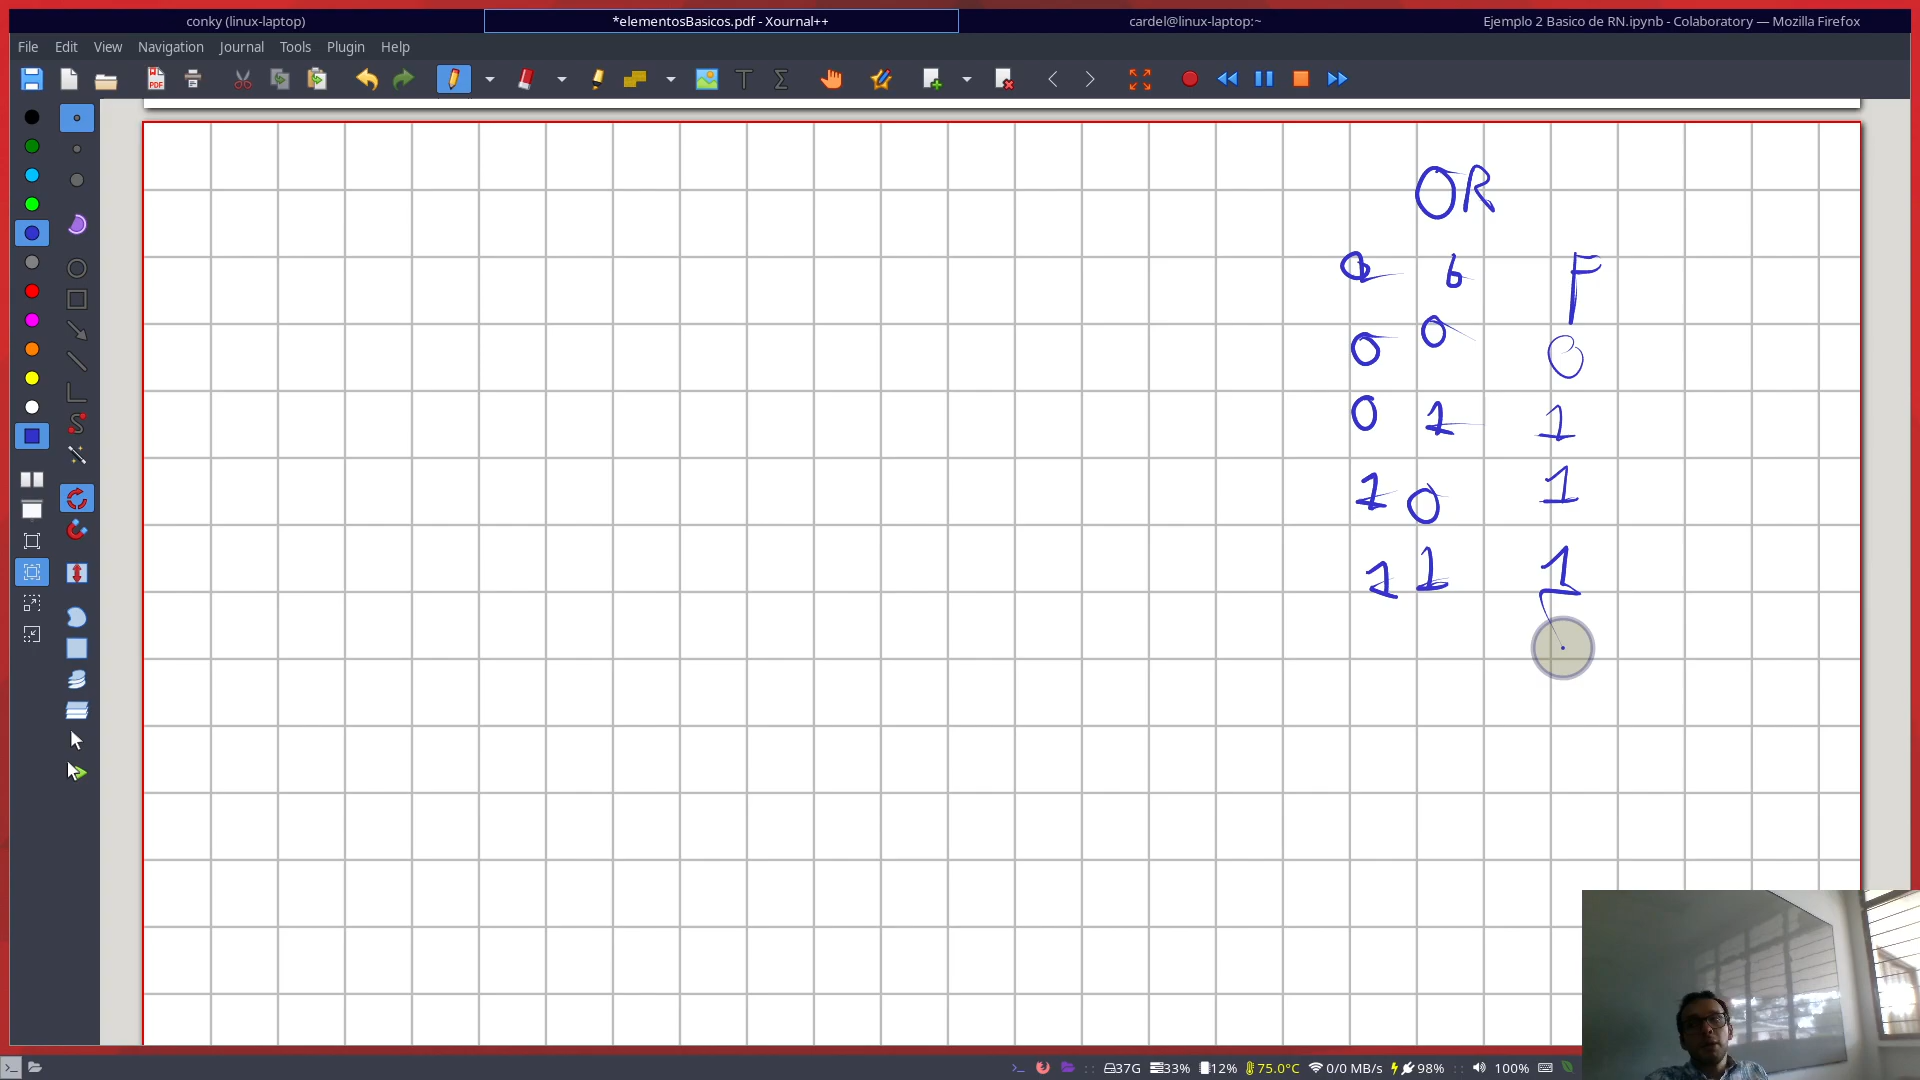 conky (linux-laptop)
*elementosBasicos.pdf - Xournal++
cardel@linux-laptop:~
Ejemplo 2 Basico de RN.ipynb - Colaboratory — Mozilla Firefox
File Edit View Navigation Journal Tools Plugin Help
OR
a b F
0 0 0
0 1 1
1 0 1
1 1 1
37G 33% 12% 75.0°C 0/0 MB/s 98% 100%